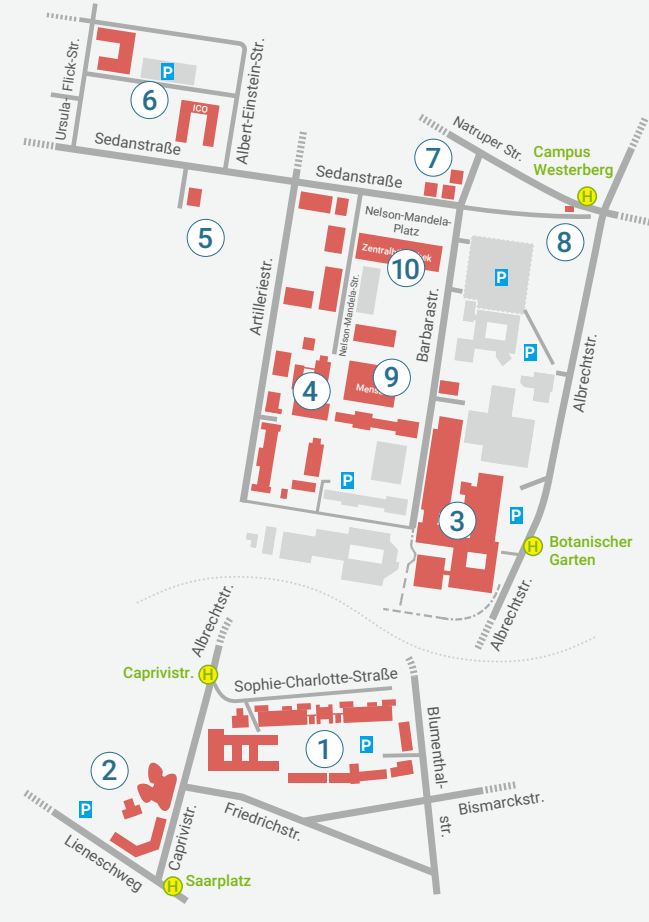 Ursula-
Flick-Str.
P
6
ICO
Albert-Einstein-Str.
Sedanstraße
5
Sedanstraße
7
Natruper Str.
Campus
Westerberg
H
8
Nelson-Mandela-
Platz
10
Artilleriestr.
Nelson-Mandela-Str.
Barbarastr.
P
P
Albrechtstr.
4
9
P
3
P
H
Botanischer
Garten
Albrechtstr.
Albrechtstr.
Caprivistr.
H
Sophie-Charlotte-Straße
1
P
Blumenthal-
str.
2
P
Friedrichstr.
Bismarckstr.
Caprivistr.
Lieneschweg
H
Saarplatz